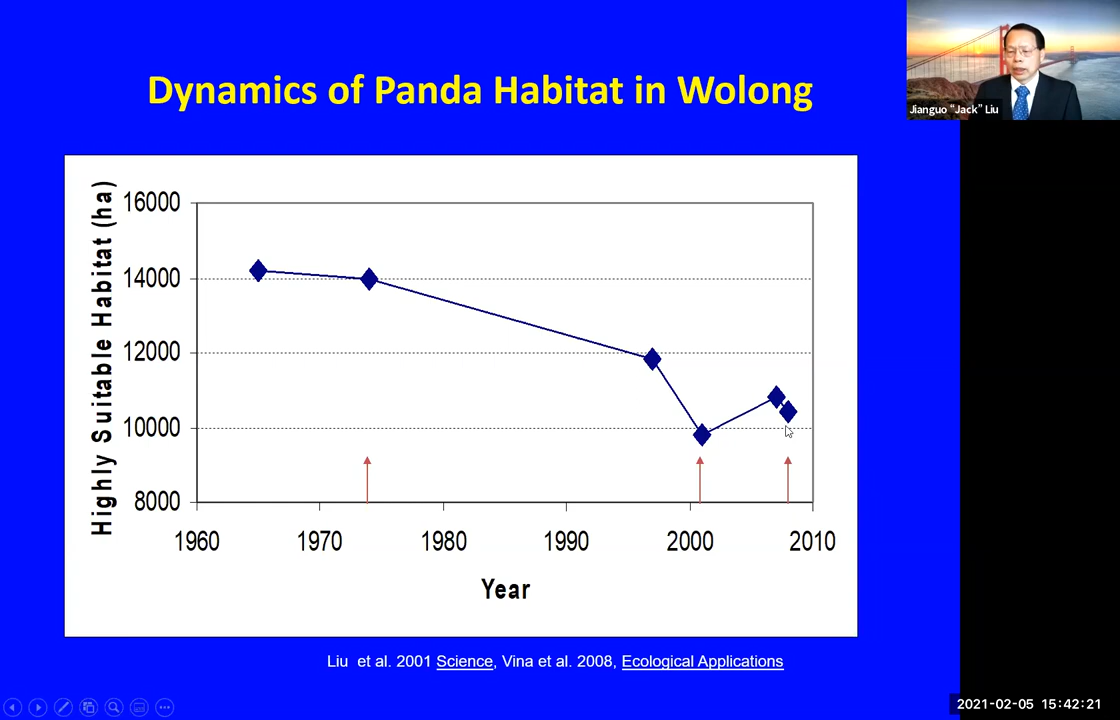 Dynamics of Panda Habitat in Wolong
Jianguo "Jack" Liu
Highly Suitable Habitat (ha)
16000
14000
12000
10000
8000
1960 1970 1980 1990 2000 2010
Year
Liu et al. 2001 Science, Vina et al. 2008, Ecological Applications
2021-02-05 15:42:21